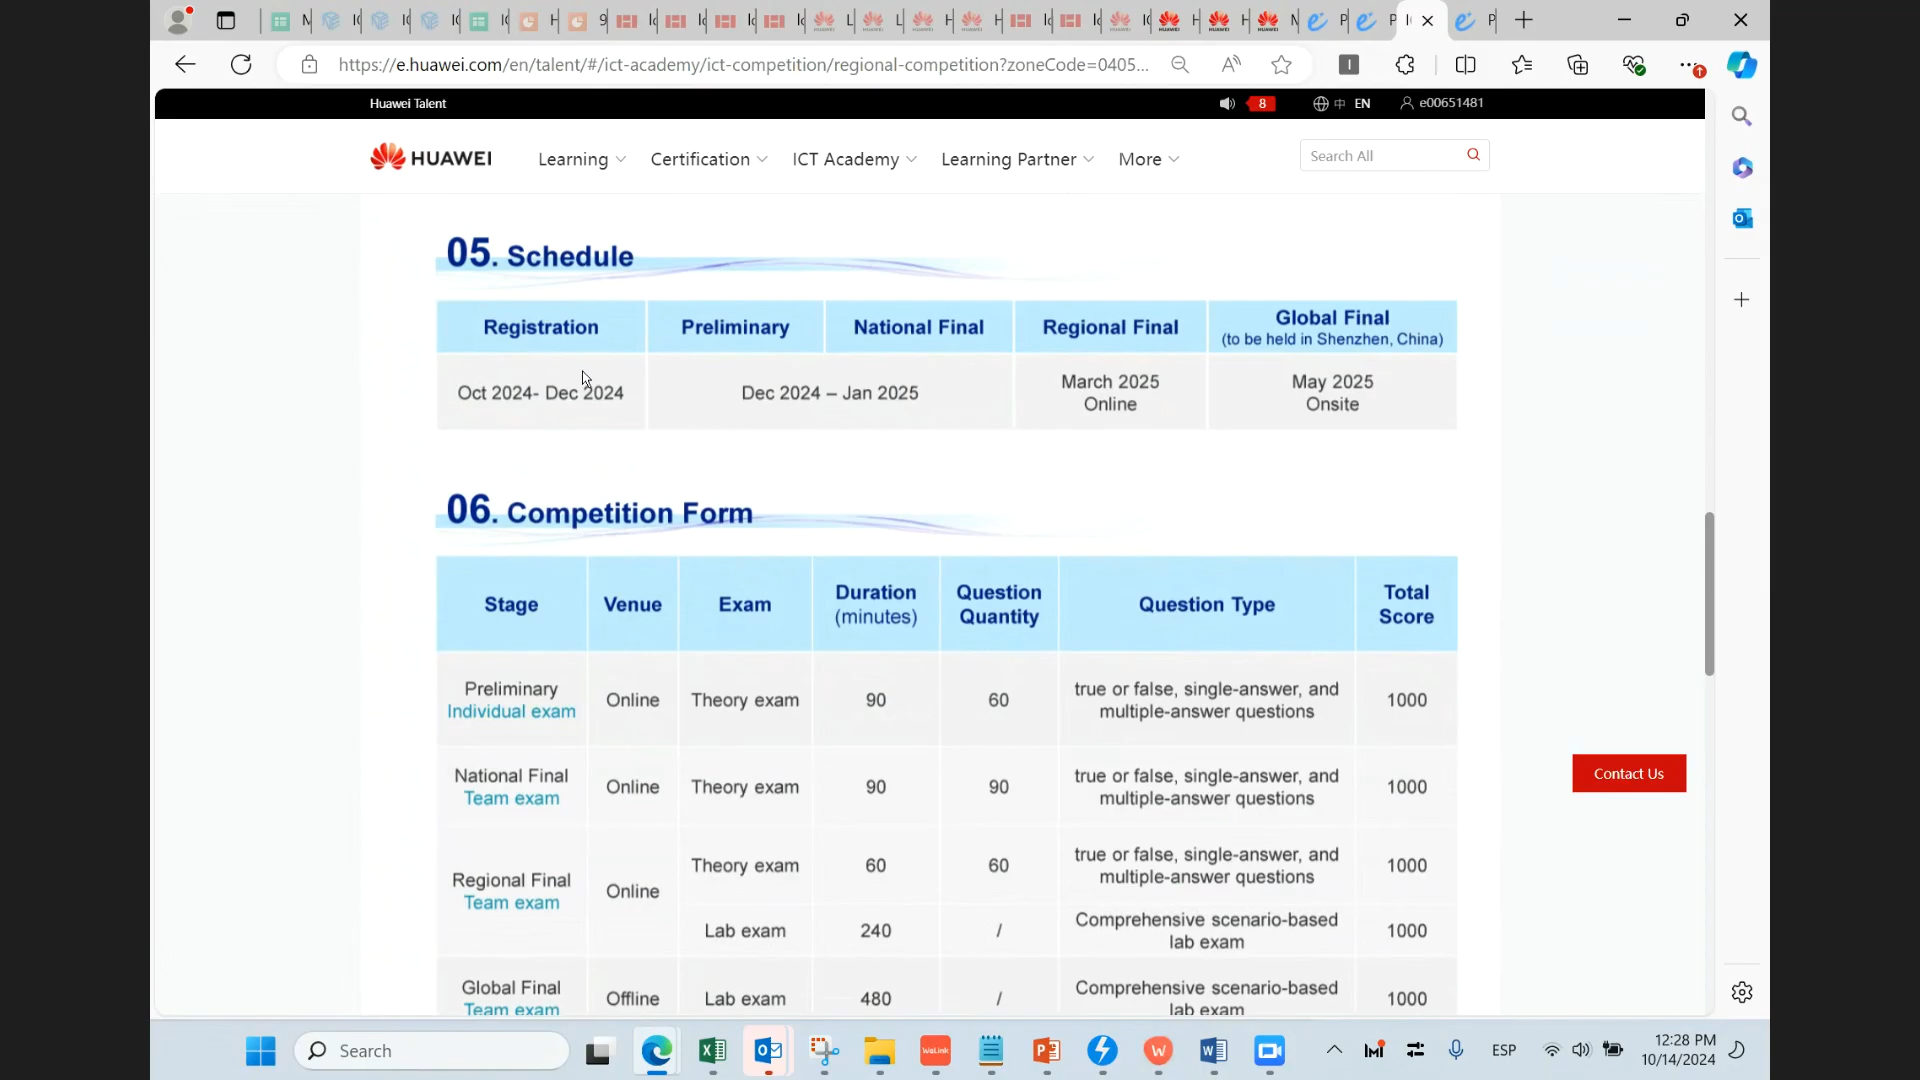 https://e.huawei.com/en/talent/#/ict-academy/ict-competition/regional-competition?zoneCode=0405...
Huawei Talent
8
中 EN
e00651481
HUAWEI
Learning
Certification
ICT Academy
Learning Partner
More
Search All
05. Schedule
Registration
Preliminary
National Final
Regional Final
Global Final
(to be held in Shenzhen, China)
Oct 2024- Dec 2024
Dec 2024 – Jan 2025
March 2025
Online
May 2025
Onsite
06. Competition Form
Stage
Venue
Exam
Duration
(minutes)
Question
Quantity
Question Type
Total
Score
Preliminary
Individual exam
Online
Theory exam
90
60
true or false, single-answer, and
multiple-answer questions
1000
National Final
Team exam
Online
Theory exam
90
90
true or false, single-answer, and
multiple-answer questions
1000
Regional Final
Team exam
Online
Theory exam
60
60
true or false, single-answer, and
multiple-answer questions
1000
Lab exam
240
/
Comprehensive scenario-based
lab exam
1000
Global Final
Team exam
Offline
Lab exam
480
/
Comprehensive scenario-based
lab exam
1000
Contact Us
Search
WeLink
ESP
12:28 PM
10/14/2024